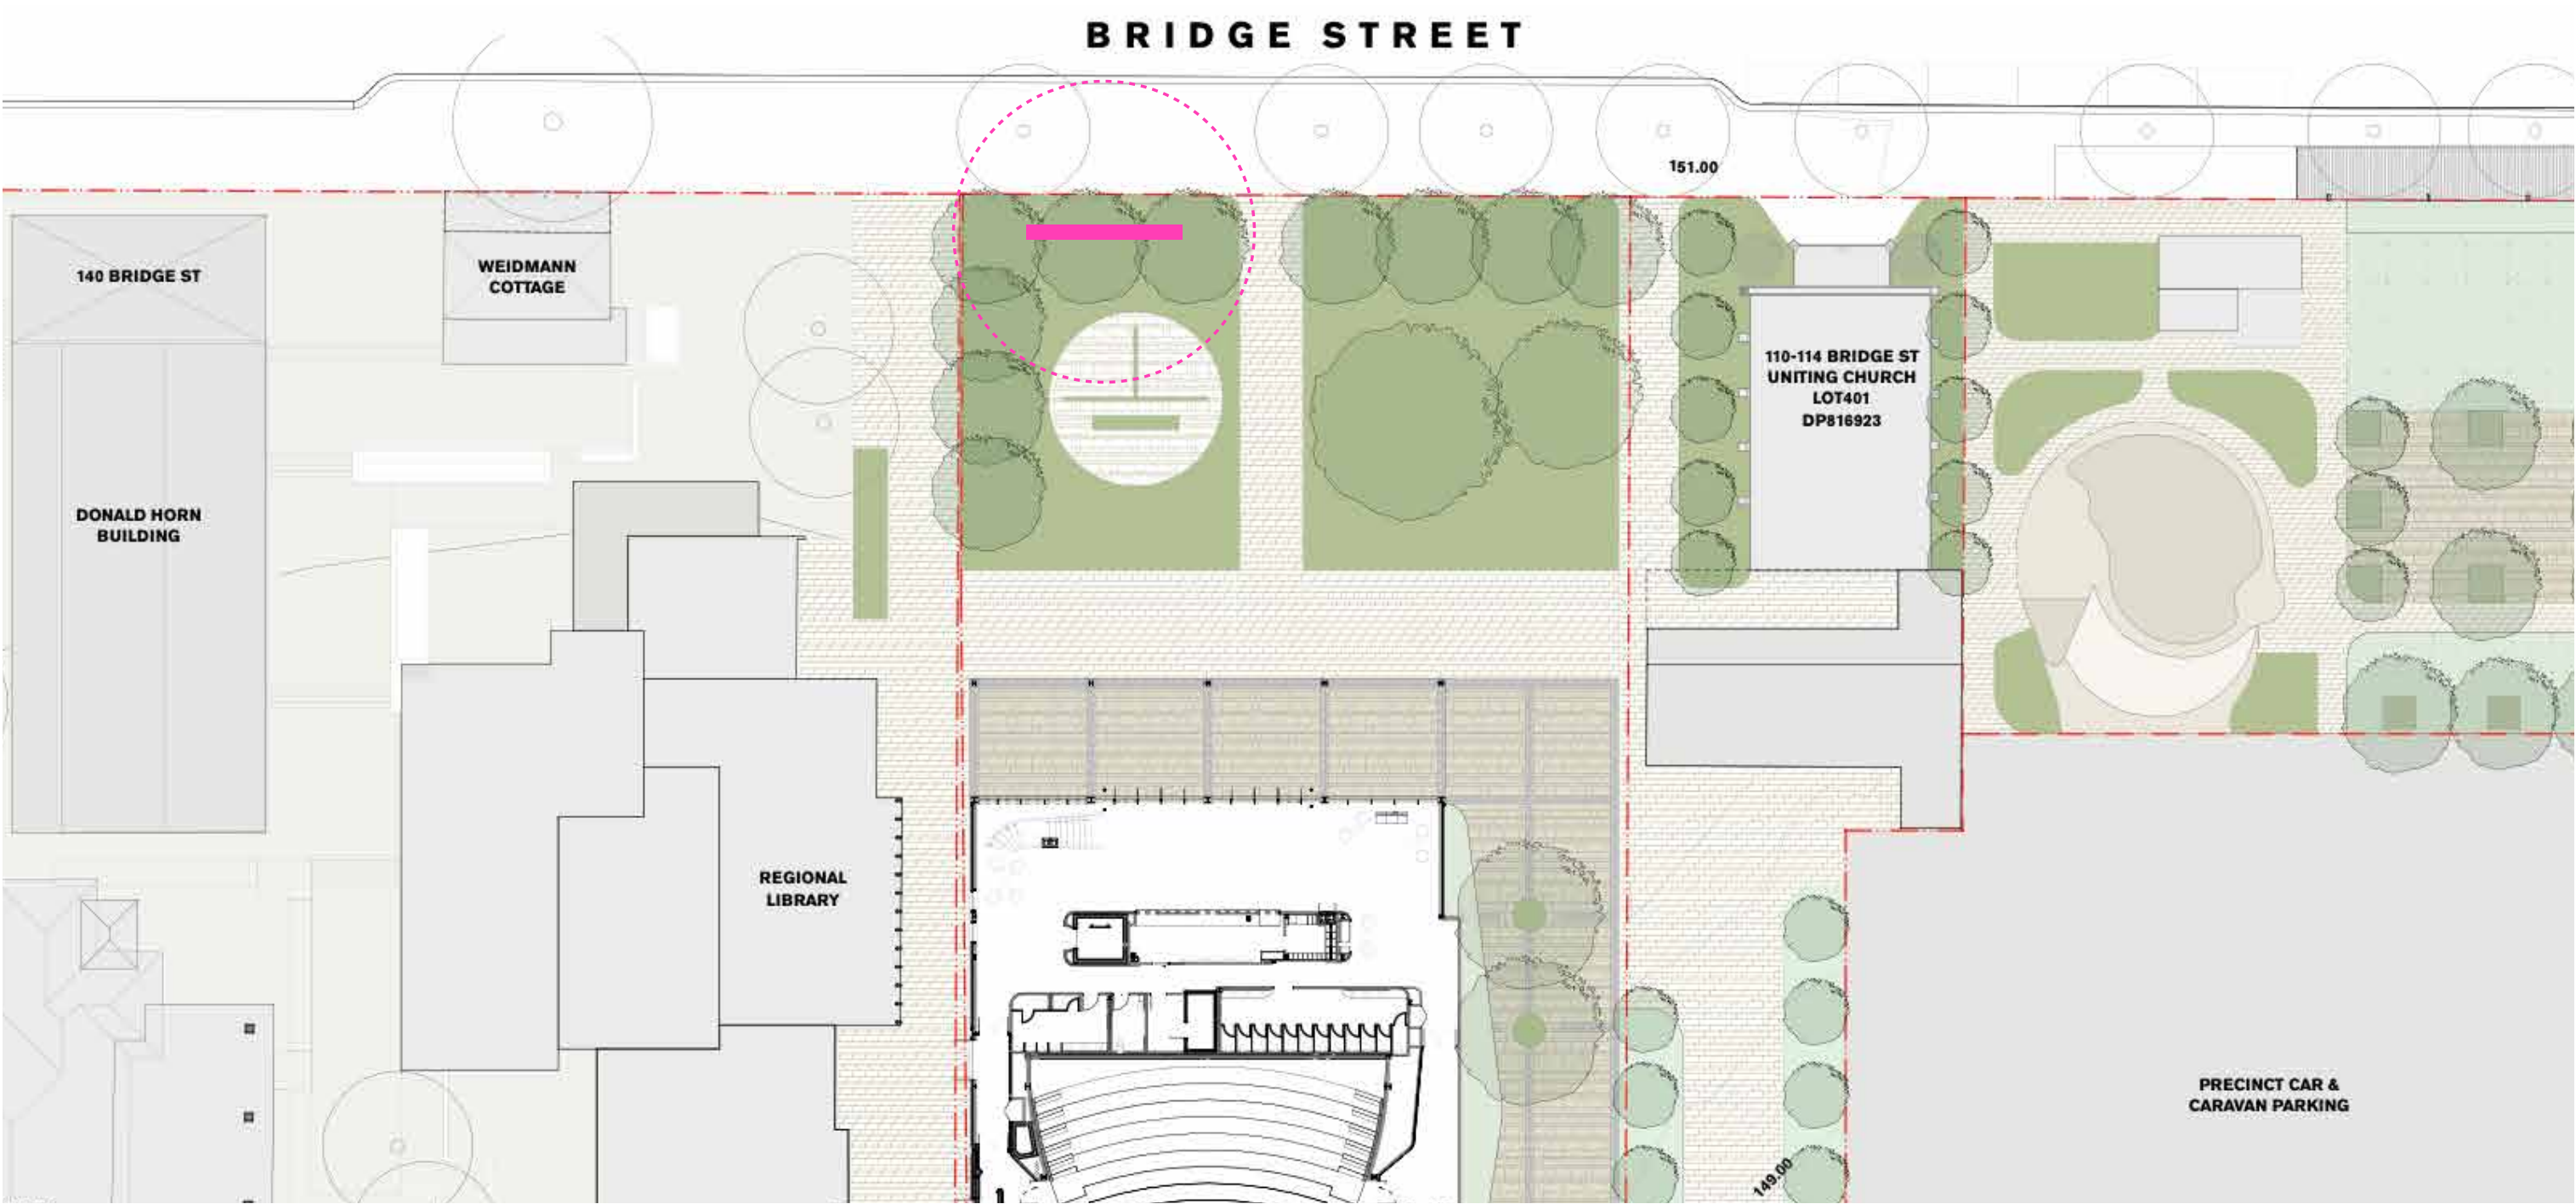 BRIDGE STREET
151.00
140 BRIDGE ST
WEIDMANN
COTTAGE
110-114 BRIDGE ST
UNITING CHURCH
LOT401
DP816923
DONALD HORN
BUILDING
REGIONAL
LIBRARY
PRECINCT CAR &
CARAVAN PARKING
149.00